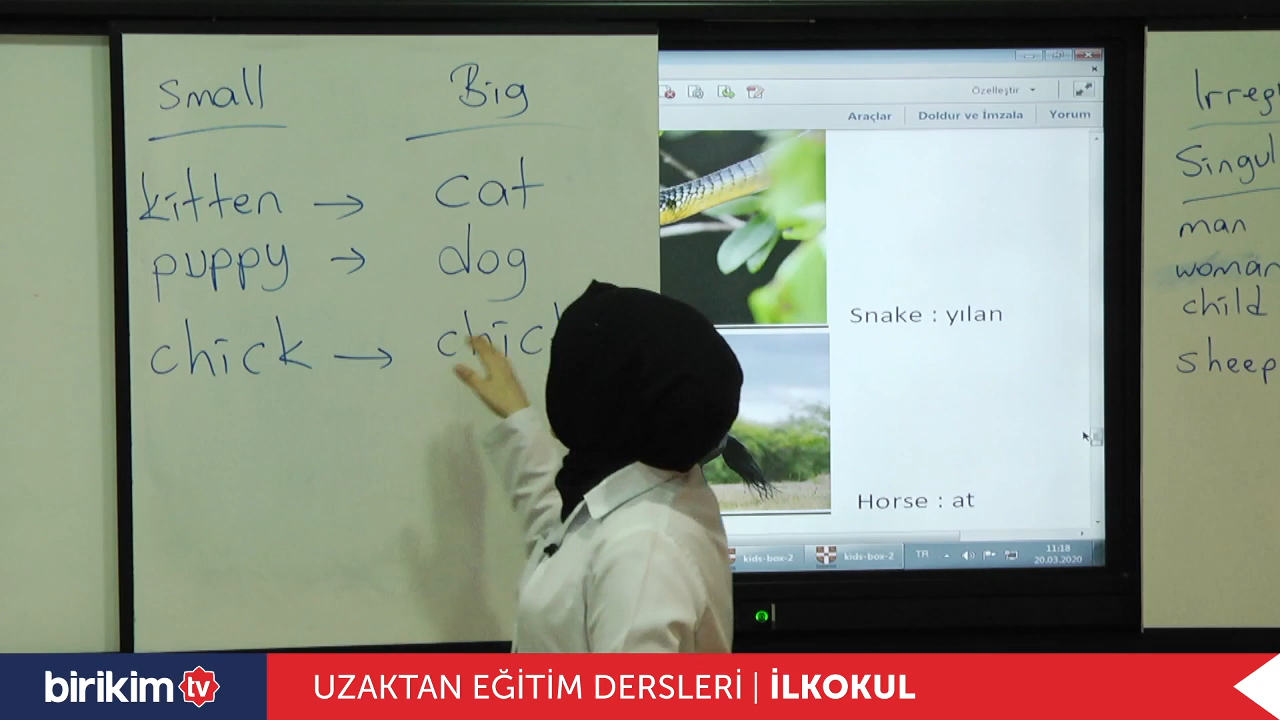 Small Big
kitten → cat
puppy → dog
chick →
Özelleştir
Araçlar Doldur ve İmzala Yorum
Snake : yılan
Horse : at
kids-box-2 kids-box-2 TR 11:18
20.03.2020
man
woman
child
sheep
birikim tv
UZAKTAN EĞİTİM DERSLERİ | İLKOKUL